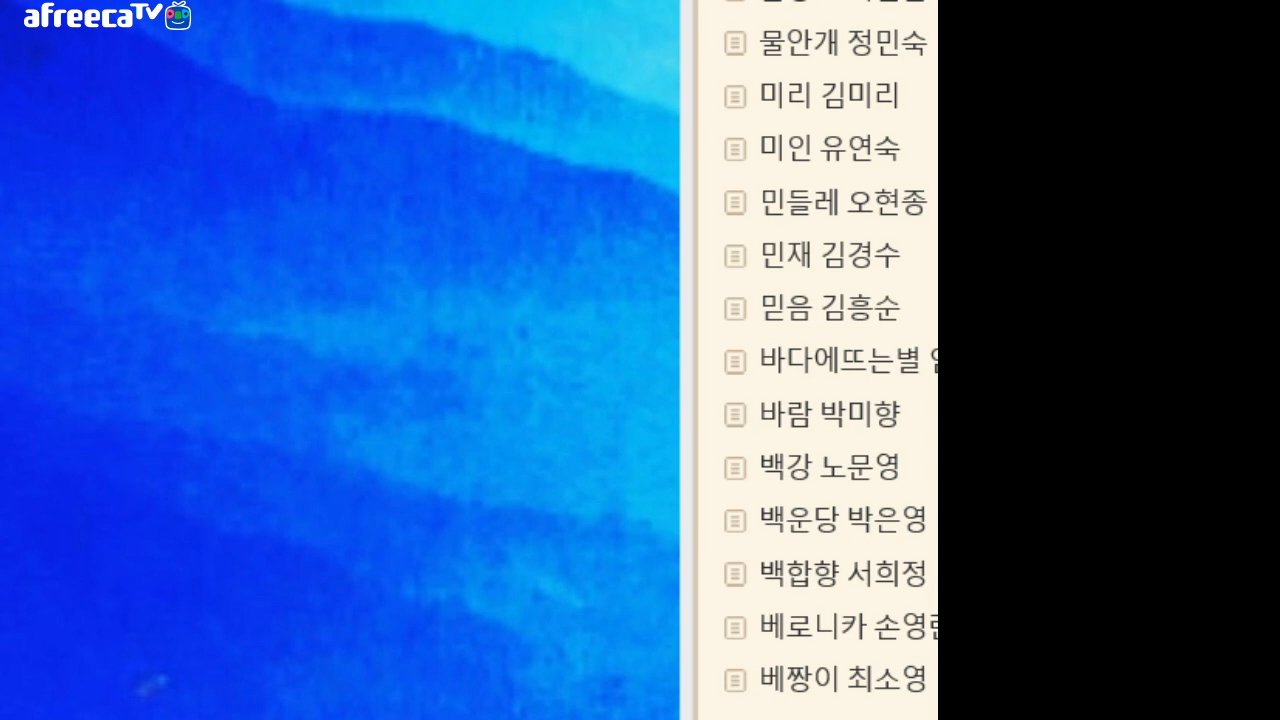 afreecaTV
물안개 정민숙
미리 김미리
미인 유연숙
민들레 오현종
민재 김경수
믿음 김흥순
바다에뜨는별
바람 박미향
백강 노문영
백운당 박은영
백합향 서희정
베로니카
베짱이 최소영